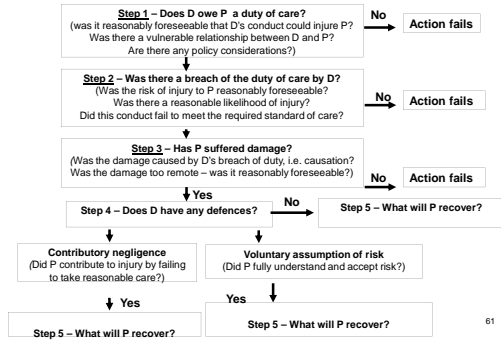 Step 1 – Does D owe P a duty of care?
(was it reasonably foreseeable that D's conduct could injure P?
Was there a vulnerable relationship between D and P?
Are there any policy considerations?)
No
Action fails
Step 2 – Was there a breach of the duty of care by D?
(Was the risk of injury to P reasonably foreseeable?
Was there a reasonable likelihood of injury?
Did this conduct fail to meet the required standard of care?
No
Action fails
Step 3 – Has P suffered damage?
(Was the damage caused by D's breach of duty, i.e. causation?
Was the damage too remote – was it reasonably foreseeable?)
No
Action fails
Yes
Step 4 – Does D have any defences?
No
Step 5 – What will P recover?
Contributory negligence
(Did P contribute to injury by failing
to take reasonable care?)
Voluntary assumption of risk
(Did P fully understand and accept risk?)
Yes
Yes
Step 5 – What will P recover?
Step 5 – What will P recover?
61